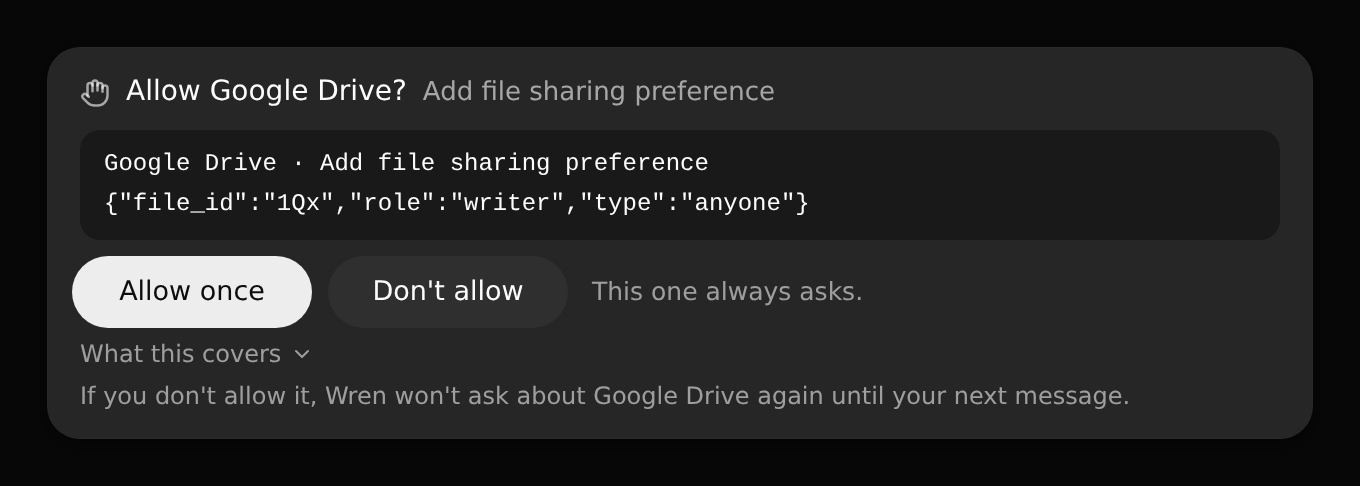 Allow Google Drive? Add file sharing preference
Google Drive · Add file sharing preference
{"file_id":"1Qx","role":"writer","type":"anyone"}
Allow once Don't allow This one always asks.
What this covers
If you don't allow it, Wren won't ask about Google Drive again until your next message.